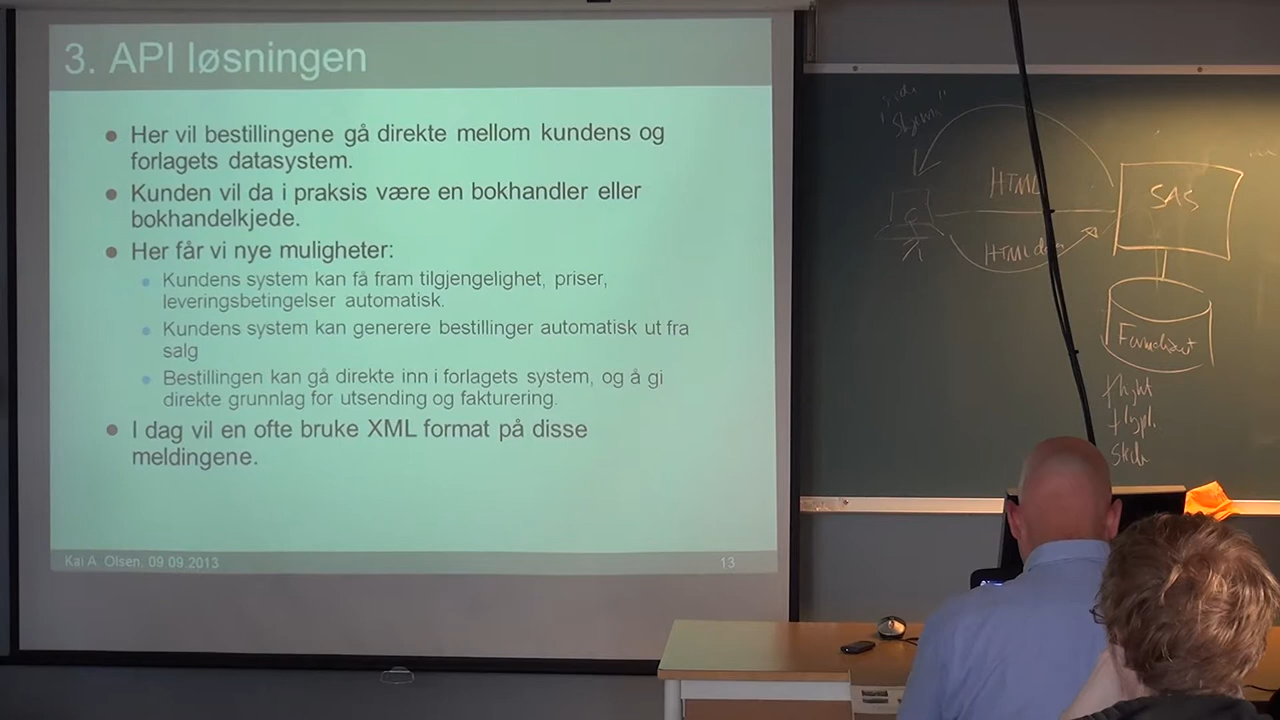 3. API løsningen
Her vil bestillingene gå direkte mellom kundens og
forlagets datasystem.
Kunden vil da i praksis være en bokhandler eller
bokhandelkjede.
Her får vi nye muligheter:
Kundens system kan få fram tilgjengelighet, priser,
leveringsbetingelser automatisk.
Kundens system kan generere bestillinger automatisk ut fra
salg
Bestillingen kan gå direkte inn i forlagets system, og å gi
direkte grunnlag for utsending og fakturering.
I dag vil en ofte bruke XML format på disse
meldingene.
Kai A. Olsen, 09.09.2013
13
HTML
SAS
HTML
flight